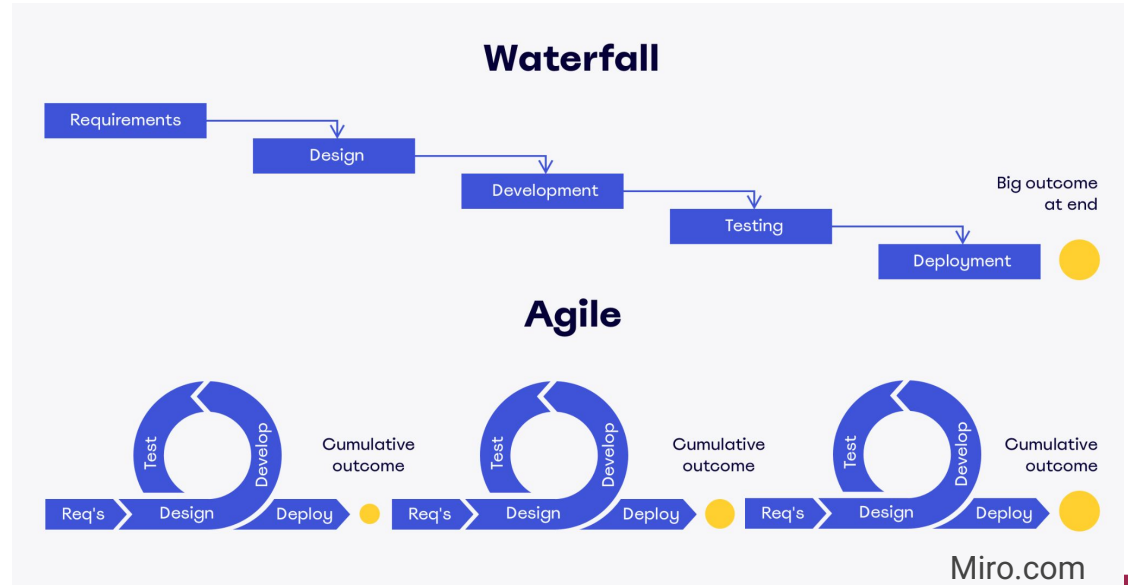 Waterfall
Requirements
Design
Development
Testing
Deployment
Big outcome
at end
Agile
Test
Develop
Req's
Design
Deploy
Cumulative
outcome
Test
Develop
Req's
Design
Deploy
Cumulative
outcome
Test
Develop
Req's
Design
Deploy
Cumulative
outcome
Miro.com